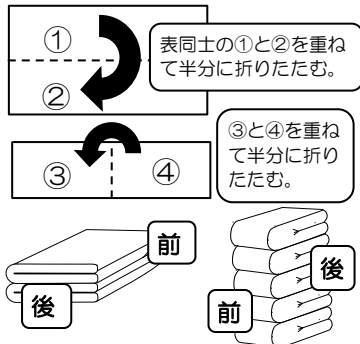 ①
②
表同士の①と②を重ね
て半分に折りたたむ。
③
④
③と④を重ね
て半分に折り
たたむ。
前
後
後
前